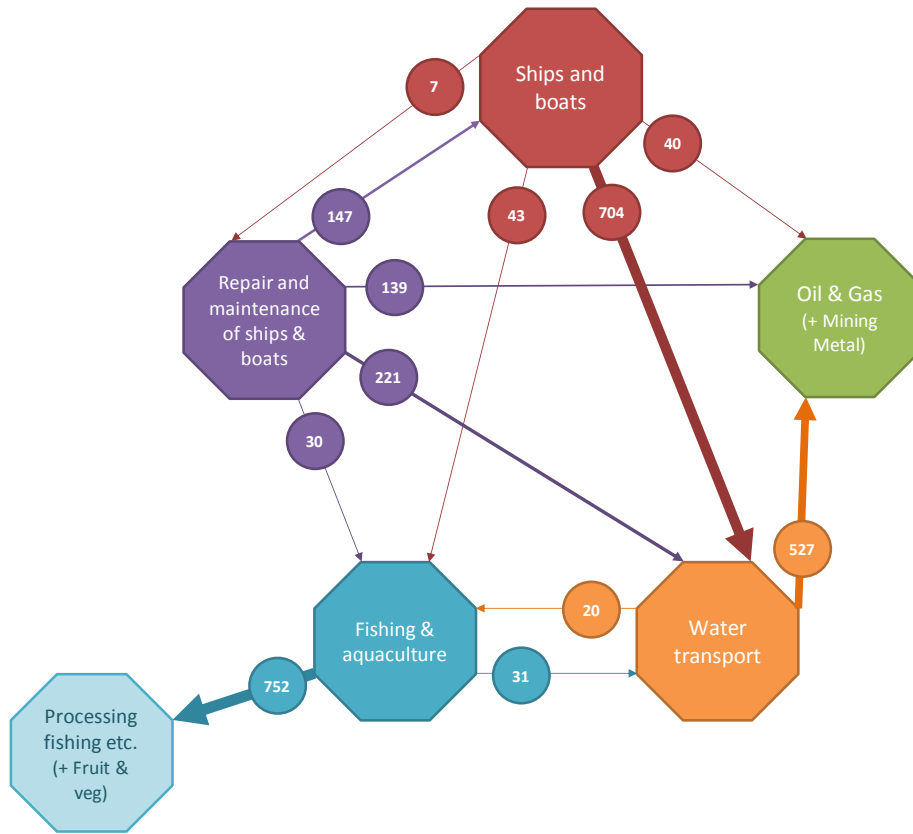 Ships and
boats
7
40
147
43
704
Repair and
maintenance
of ships &
boats
139
Oil & Gas
(+ Mining
Metal)
221
30
527
20
Fishing &
aquaculture
Water
transport
31
752
Processing
fishing etc.
(+ Fruit &
veg)